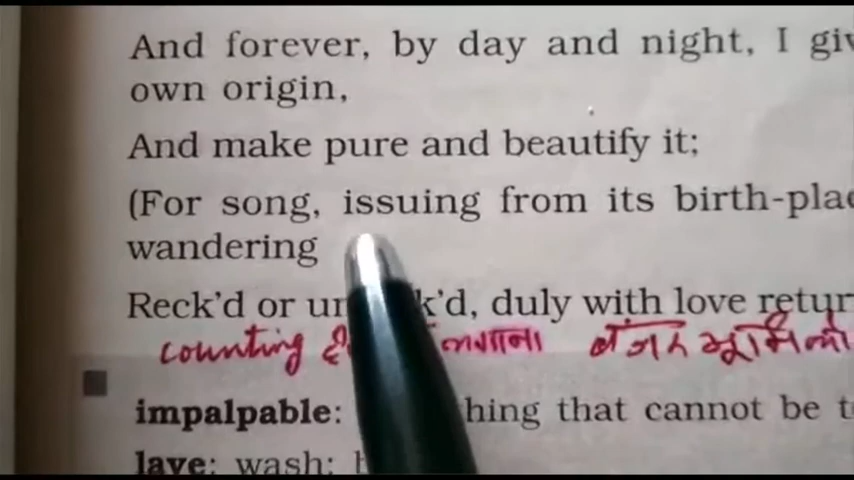 And forever, by day and night, I giv
own origin,
And make pure and beautify it;
(For song, issuing from its birth-plac
wandering
Reck'd or un k'd, duly with love retur
counting
impalpable: hing that cannot be t
lave: wash: